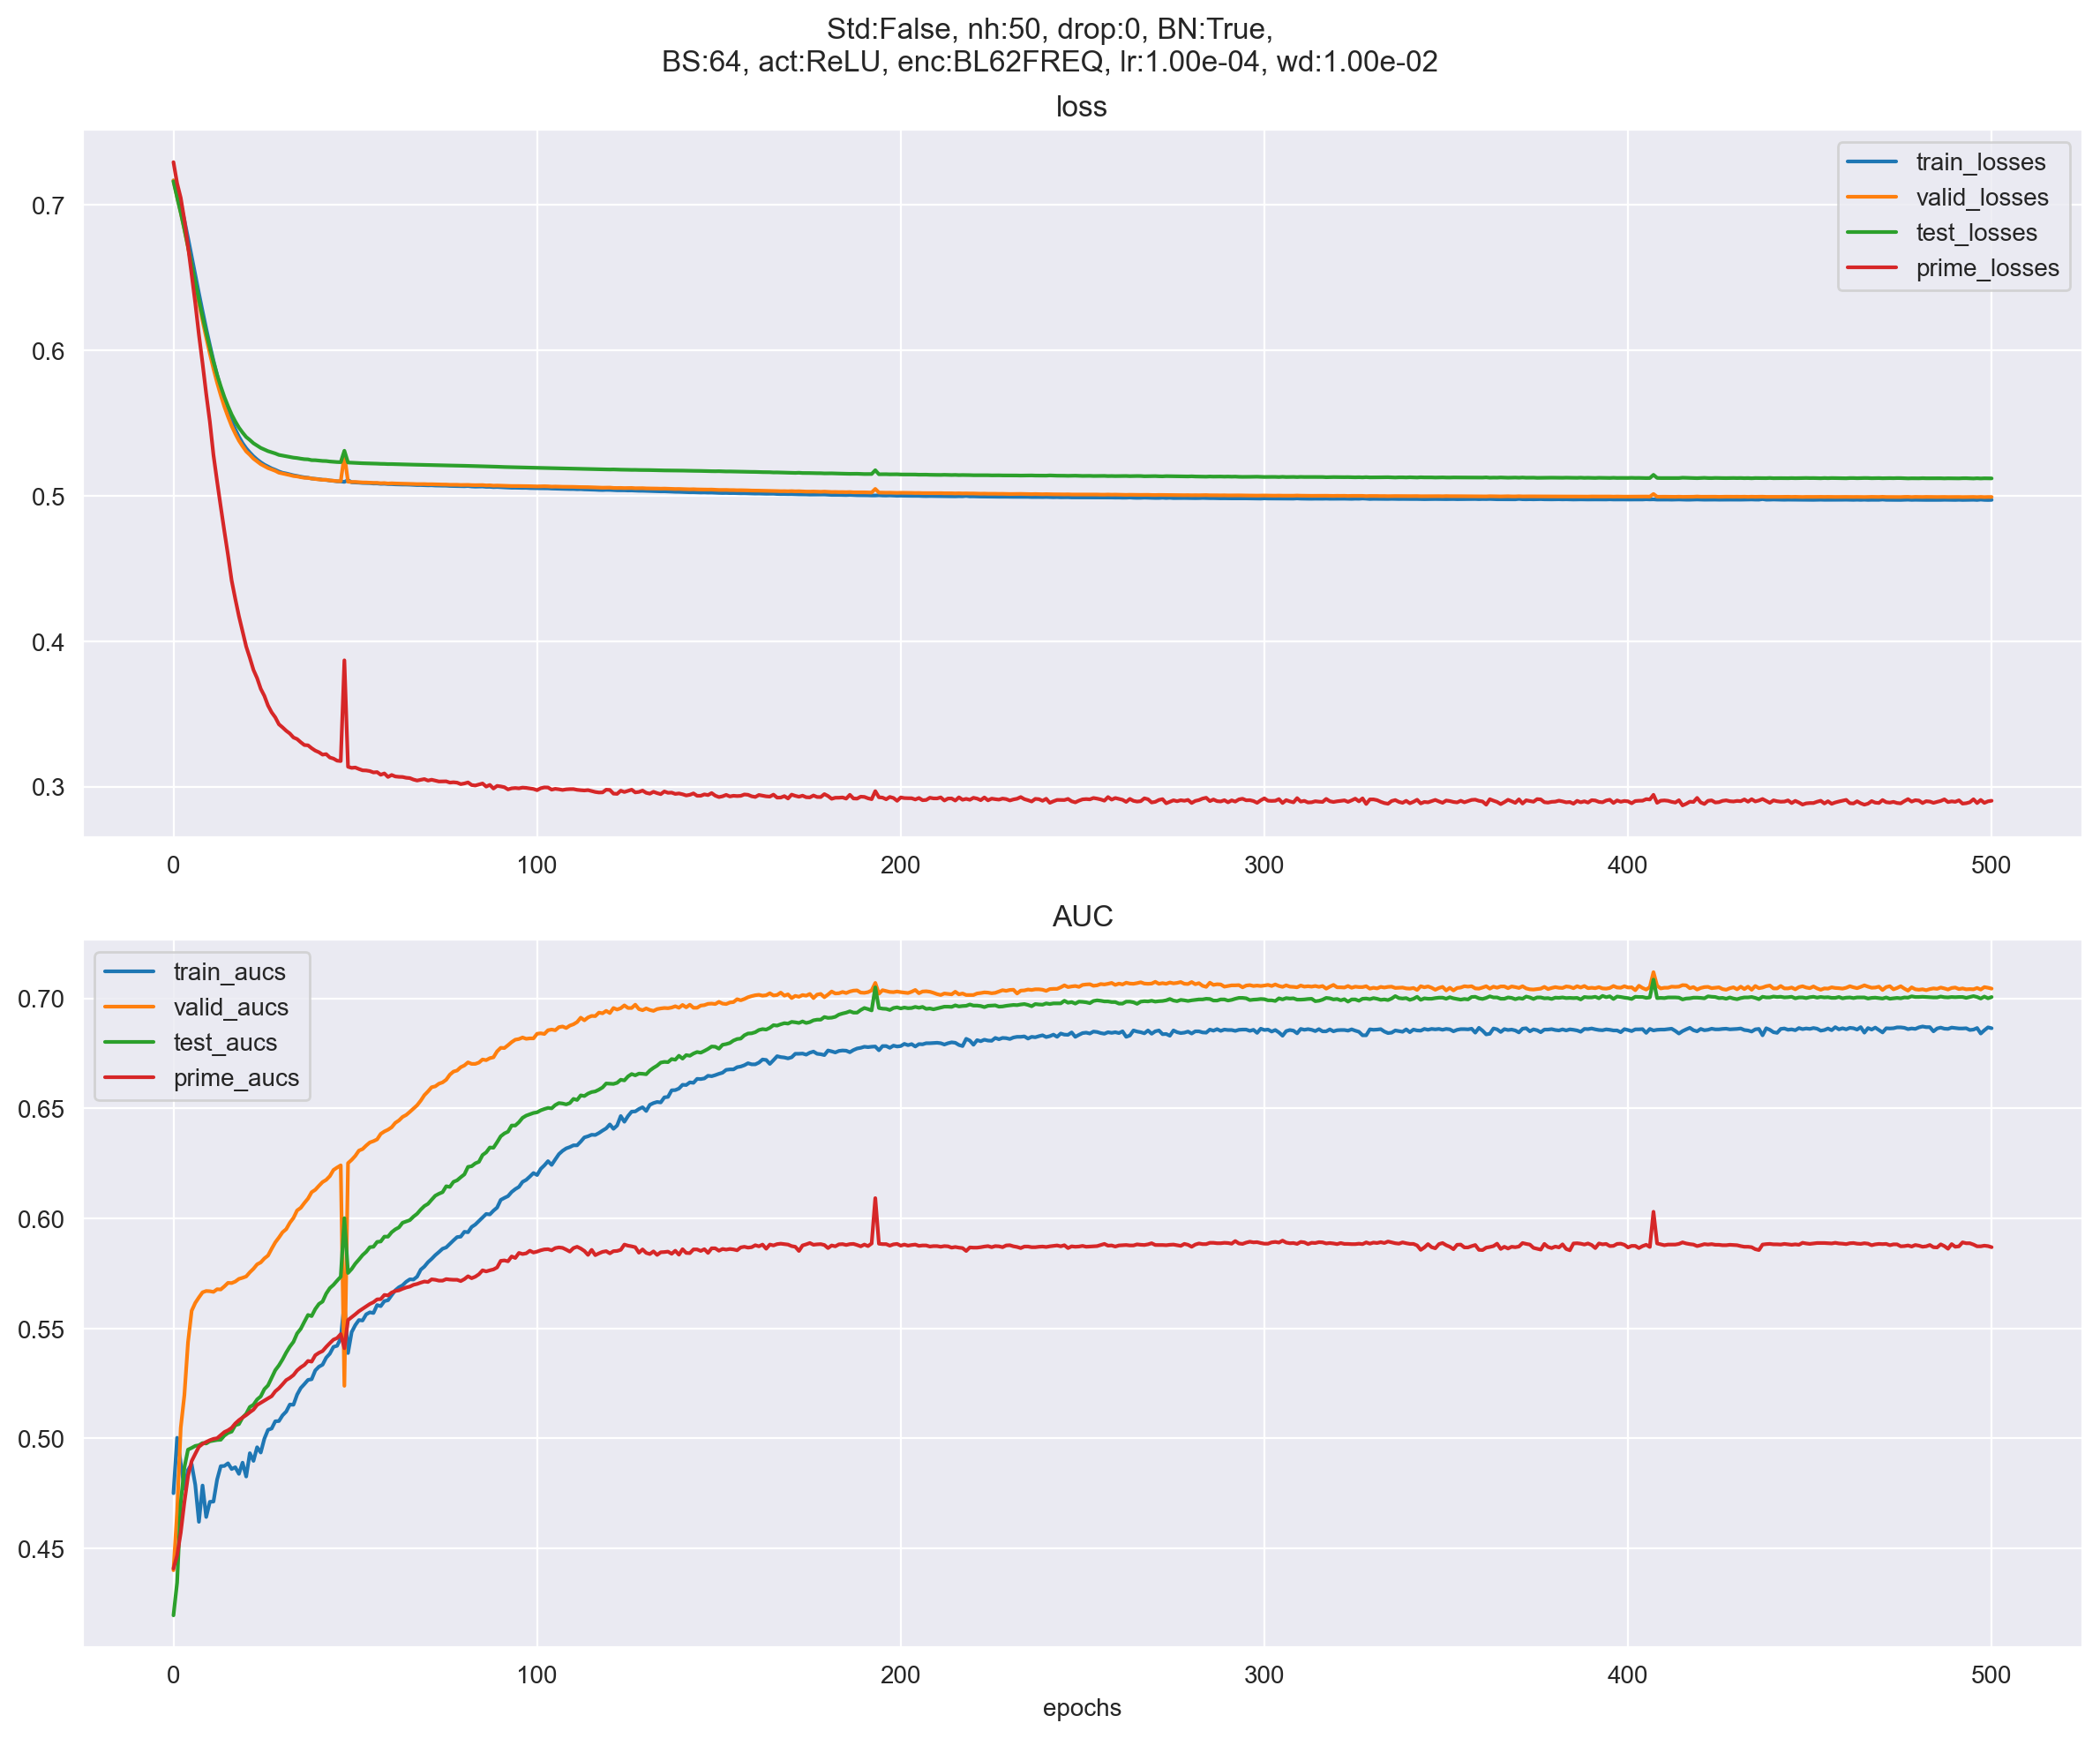 Std:False, nh:50, drop:0, BN:True,
BS:64, act:ReLU, enc:BL62FREQ, lr:1.00e-04, wd:1.00e-02
loss
train_losses
valid_losses
test_losses
prime_losses
0.7
0.6
0.5
0.4
0.3
0 100 200 300 400 500
AUC
train_aucs
valid_aucs
test_aucs
prime_aucs
0.70
0.65
0.60
0.55
0.50
0.45
0 100 200 300 400 500
epochs